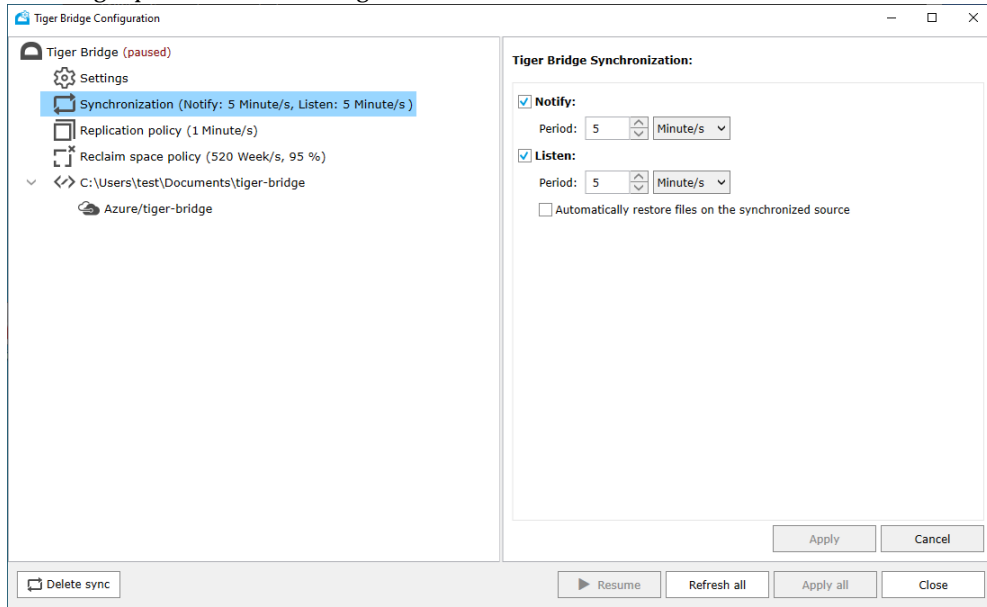 Tiger Bridge Configuration
Tiger Bridge (paused)
Settings
Synchronization (Notify: 5 Minute/s, Listen: 5 Minute/s )
Replication policy (1 Minute/s)
Reclaim space policy (520 Week/s, 95 %)
C:\Users\test\Documents\tiger-bridge
Azure/tiger-bridge
Tiger Bridge Synchronization:
Notify:
Period: 5 Minute/s
Listen:
Period: 5 Minute/s
Automatically restore files on the synchronized source
Apply Cancel
Delete sync Resume Refresh all Apply all Close